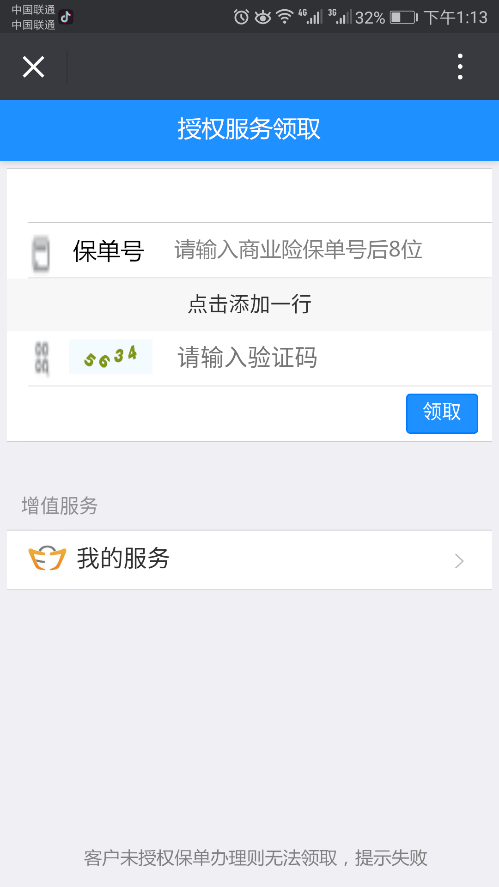 中国联通
中国联通
4G 3G 32% 下午1:13
授权服务领取
保单号 请输入商业险保单号后8位
点击添加一行
5634 请输入验证码
领取
增值服务
我的服务
客户未授权保单办理则无法领取，提示失败